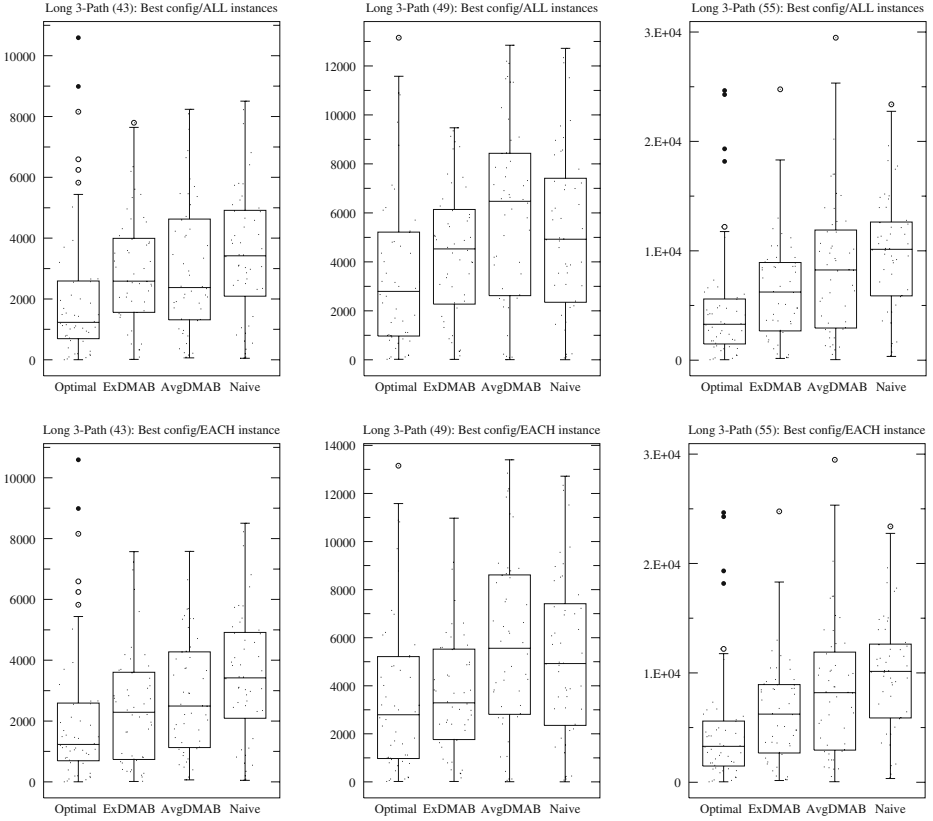 Long 3-Path (43): Best config/ALL instances
10000
8000
6000
4000
2000
0
Optimal ExDMAB AvgDMAB Naive
Long 3-Path (49): Best config/ALL instances
12000
10000
8000
6000
4000
2000
0
Optimal ExDMAB AvgDMAB Naive
Long 3-Path (55): Best config/ALL instances
3.E+04
2.E+04
1.E+04
0
Optimal ExDMAB AvgDMAB Naive
Long 3-Path (43): Best config/EACH instance
10000
8000
6000
4000
2000
0
Optimal ExDMAB AvgDMAB Naive
Long 3-Path (49): Best config/EACH instance
14000
12000
10000
8000
6000
4000
2000
0
Optimal ExDMAB AvgDMAB Naive
Long 3-Path (55): Best config/EACH instance
3.E+04
2.E+04
1.E+04
0
Optimal ExDMAB AvgDMAB Naive